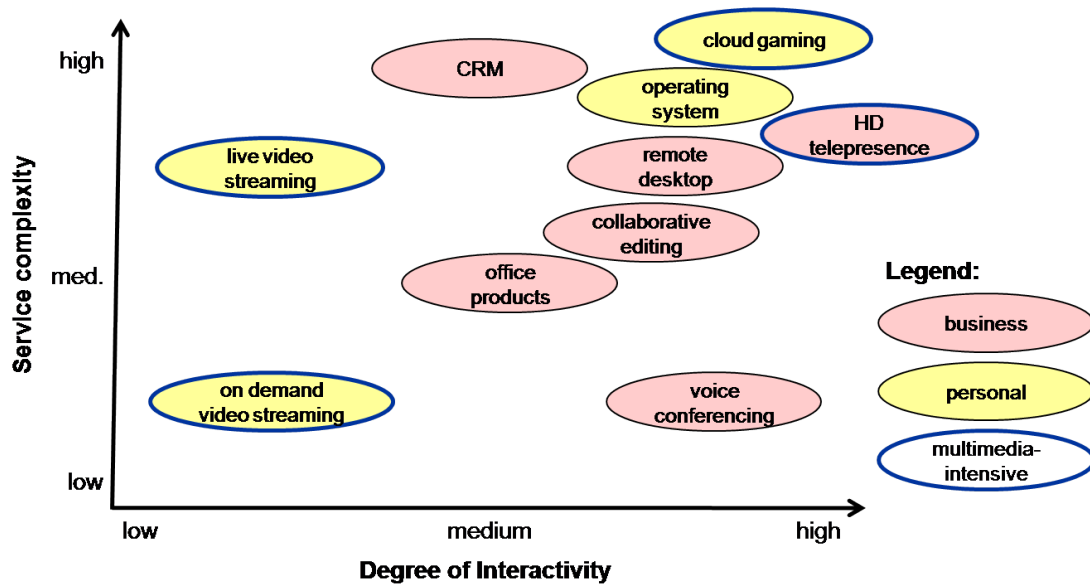 high
cloud gaming
CRM
operating
system
HD
telepresence
live video
streaming
remote
desktop
collaborative
editing
Service complexity
med.
office
products
Legend:
business
on demand
video streaming
voice
conferencing
personal
multimedia-
intensive
low
low
medium
high
Degree of Interactivity